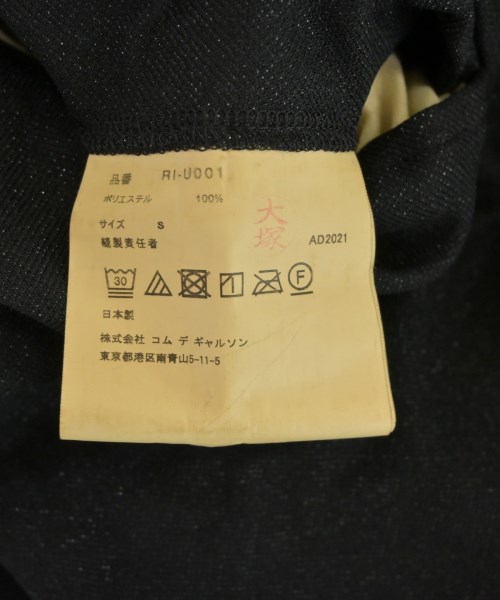 品番 RI-U001
ポリエステル 100%
サイズ S
縫製責任者
大塚
AD2021
30
F
日本製
株式会社 コム デ ギャルソン
東京都港区南青山5-11-5